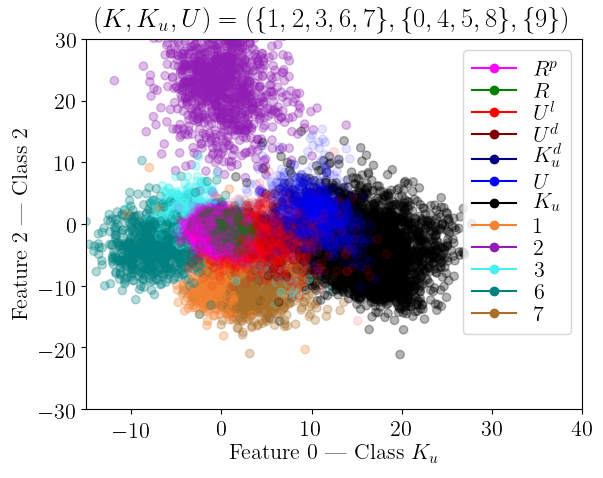 (K, K_u, U) = ({1, 2, 3, 6, 7}, {0, 4, 5, 8}, {9})
30
20
10
0
−10
−20
−30
Feature 2 — Class 2
−10
0
10
20
30
40
Feature 0 — Class K_u
R^p
R
U^l
U^d
K_u^d
U
K_u
1
2
3
6
7